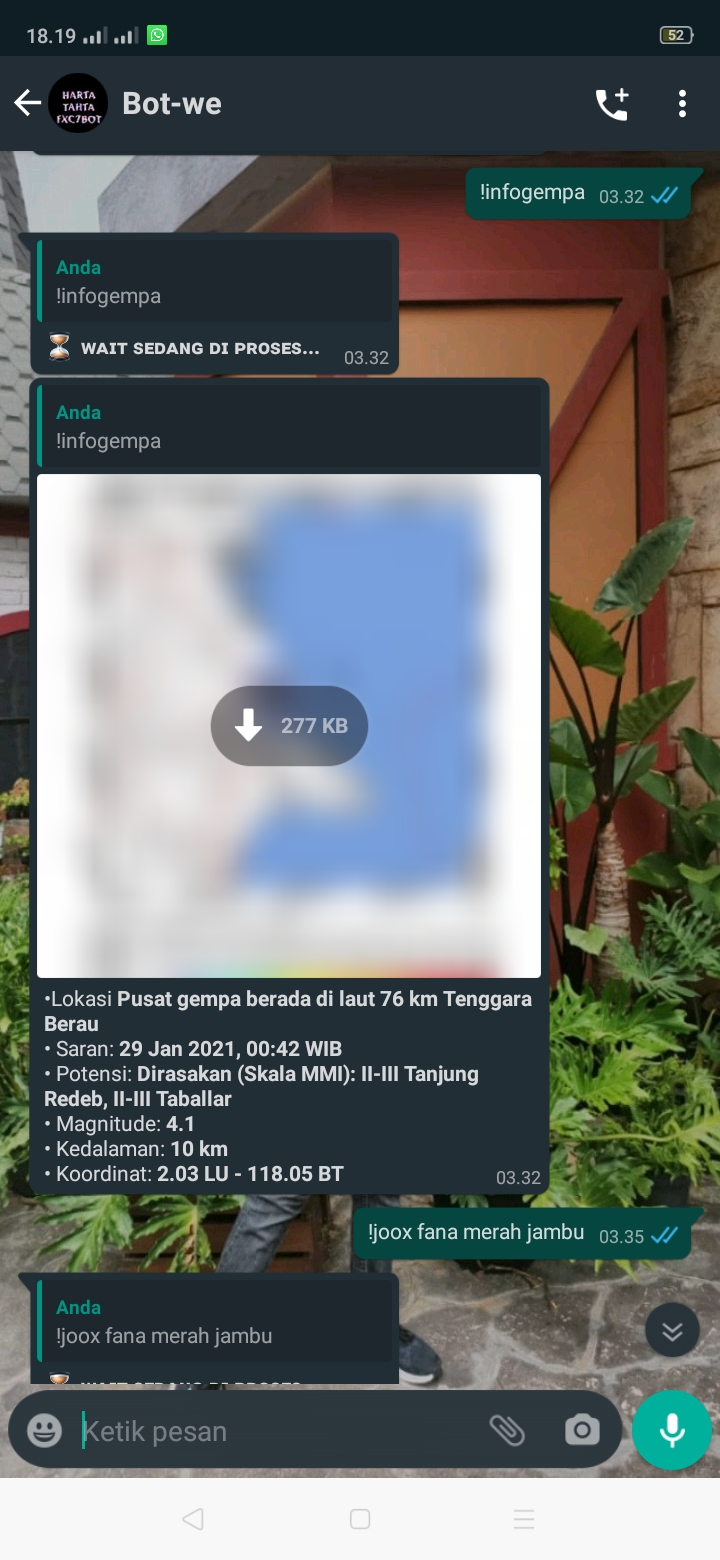 18.19
52
HARTA
TAHTA
FXC7BOT
Bot-we
!infogempa 03.32
Anda
!infogempa
⏳ WAIT SEDANG DI PROSES... 03.32
Anda
!infogempa
277 KB
•Lokasi Pusat gempa berada di laut 76 km Tenggara
Berau
• Saran: 29 Jan 2021, 00:42 WIB
• Potensi: Dirasakan (Skala MMI): II-III Tanjung
Redeb, II-III Taballar
• Magnitude: 4.1
• Kedalaman: 10 km
• Koordinat: 2.03 LU - 118.05 BT 03.32
!joox fana merah jambu 03.35
Anda
!joox fana merah jambu
Ketik pesan